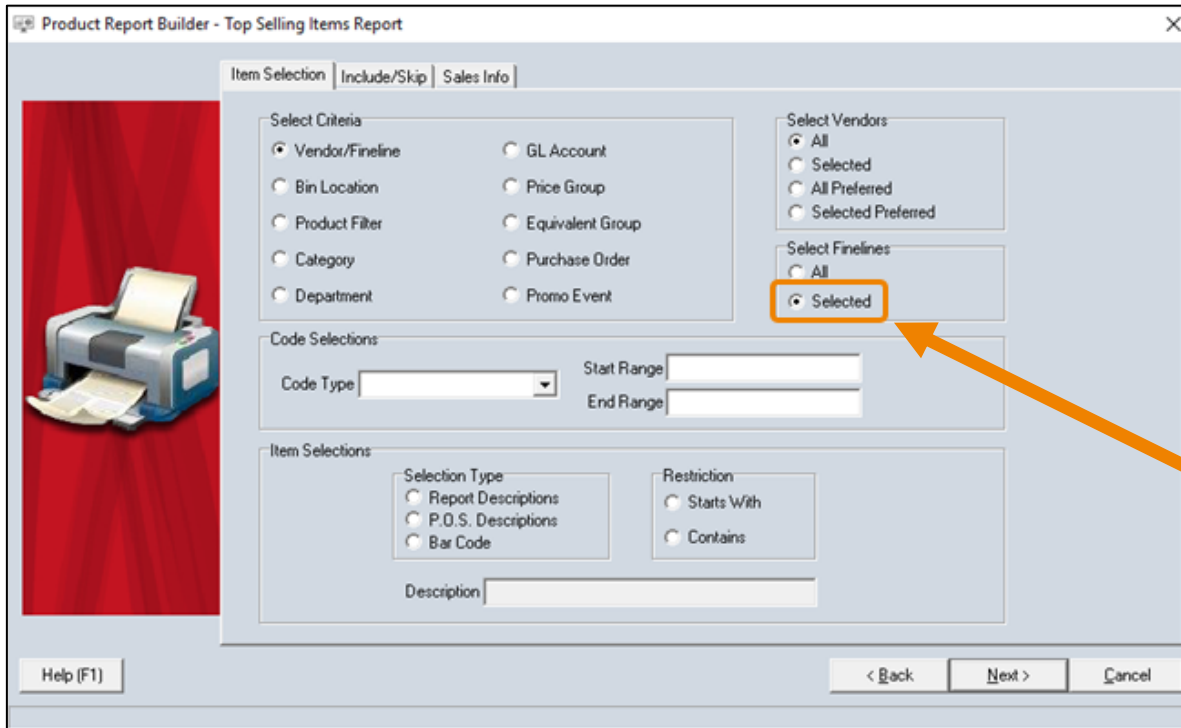 Product Report Builder - Top Selling Items Report
Item Selection
Include/Skip
Sales Info
Select Criteria
Vendor/Fineline
Bin Location
Product Filter
Category
Department
GL Account
Price Group
Equivalent Group
Purchase Order
Promo Event
Select Vendors
All
Selected
All Preferred
Selected Preferred
Select Finelines
All
Selected
Code Selections
Code Type
Start Range
End Range
Item Selections
Selection Type
Report Descriptions
P.O.S. Descriptions
Bar Code
Restriction
Starts With
Contains
Description
Help (F1)
< Back
Next >
Cancel